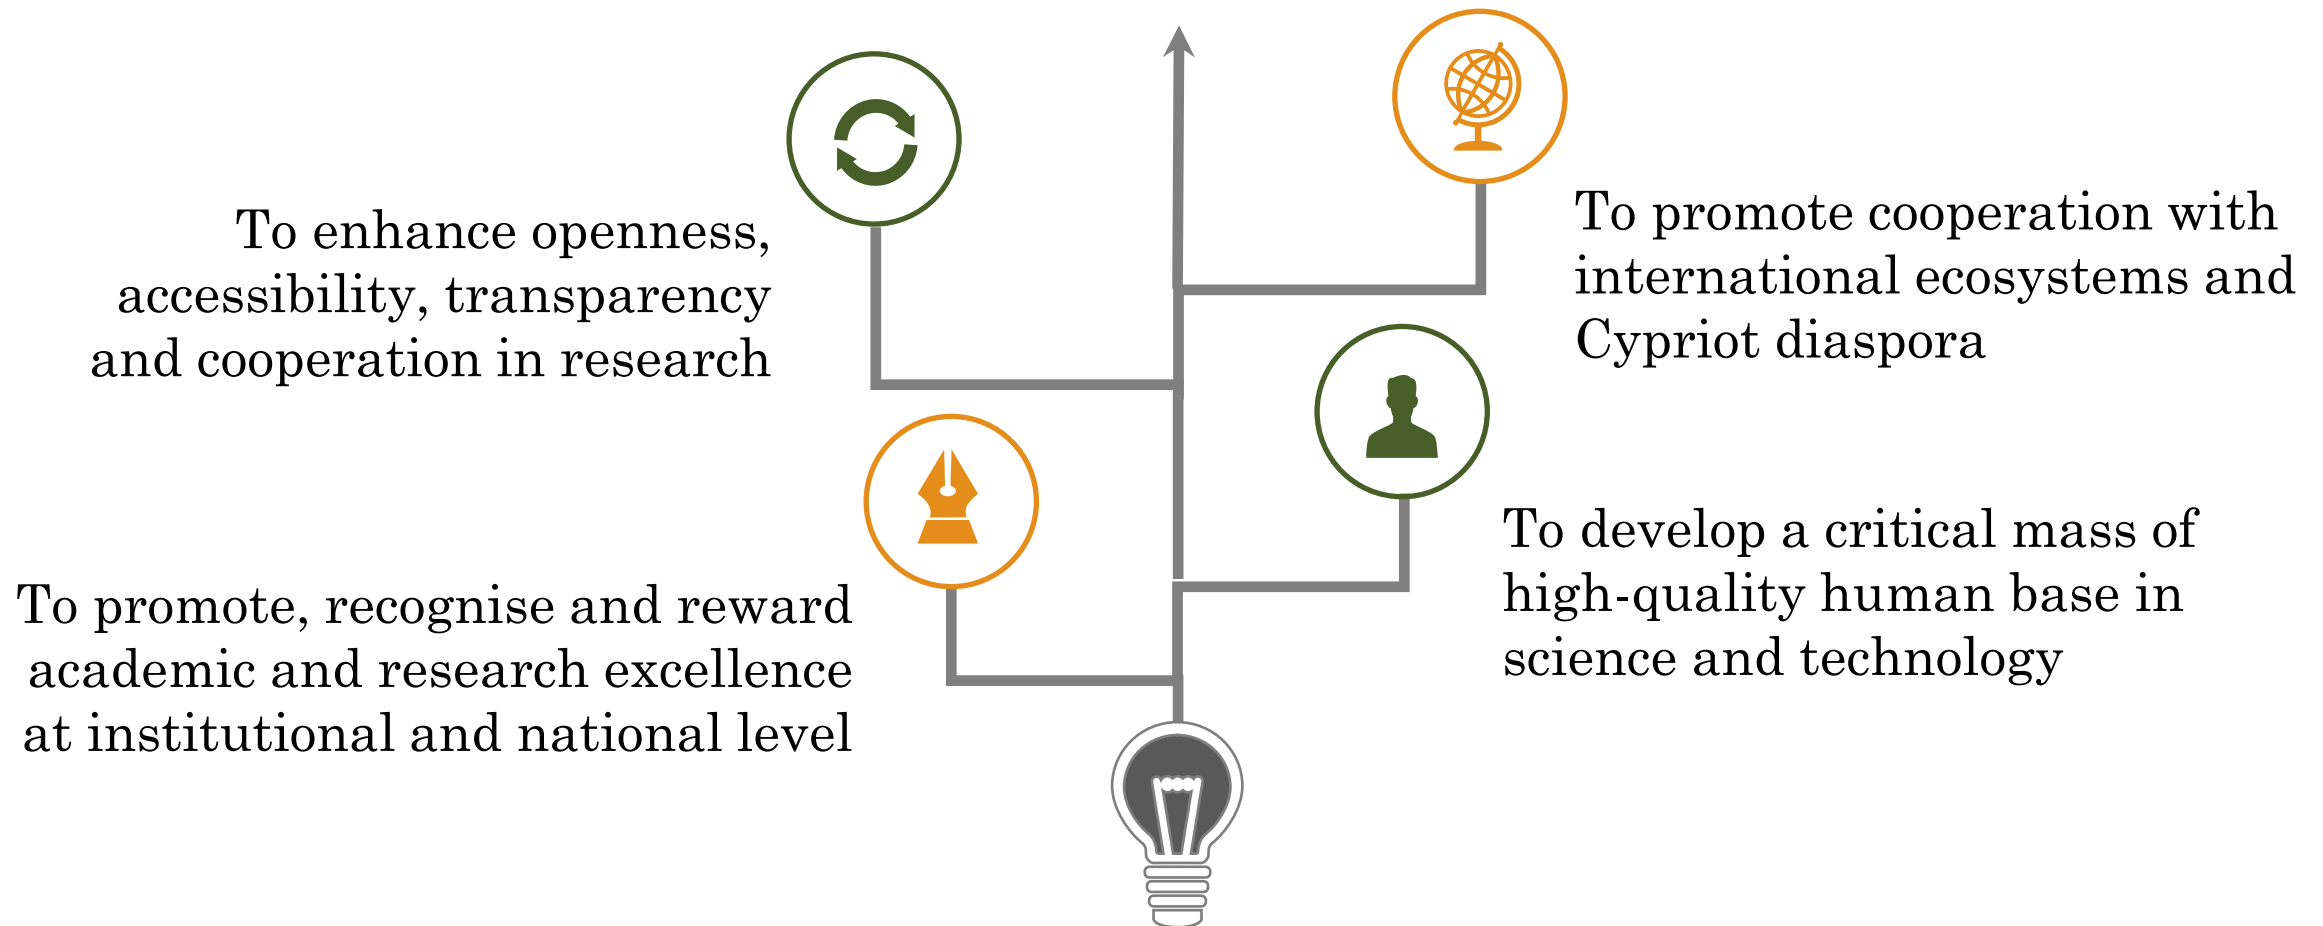 To enhance openness,
accessibility, transparency
and cooperation in research
To promote cooperation with
international ecosystems and
Cypriot diaspora
To promote, recognise and reward
academic and research excellence
at institutional and national level
To develop a critical mass of
high-quality human base in
science and technology